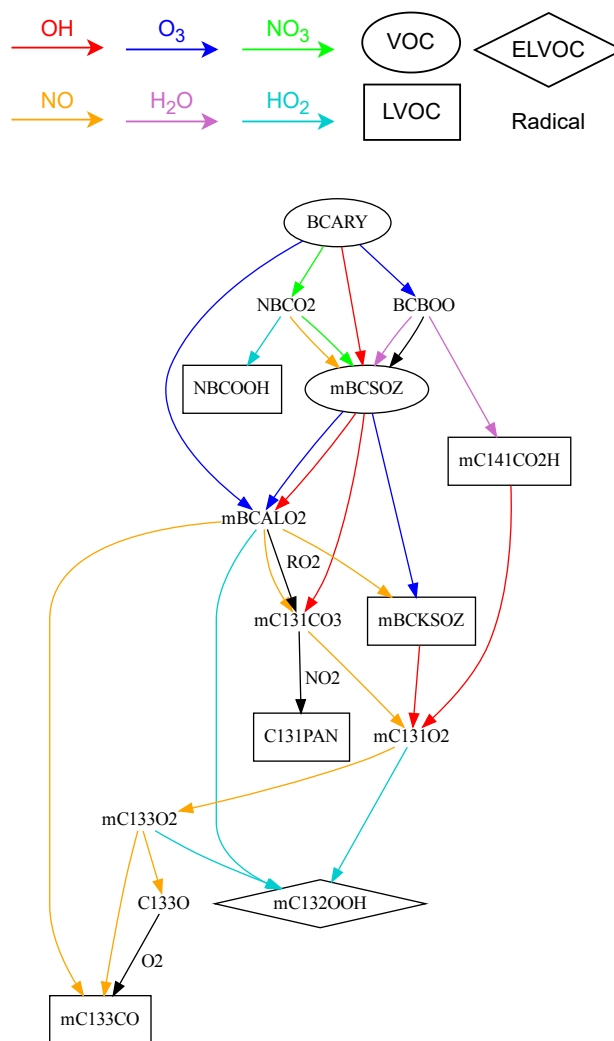 OH O₃ NO₃ VOC ELVOC
NO H₂O HO₂ LVOC Radical
BCARY
NBCO2 BCBOO
NBCOOH mBCSOZ
mC141CO2H
mBCALO2
RO2
mC131CO3 mBCKSOZ
NO2
C131PAN mC131O2
mC133O2
C133O mC132OOH
O2
mC133CO